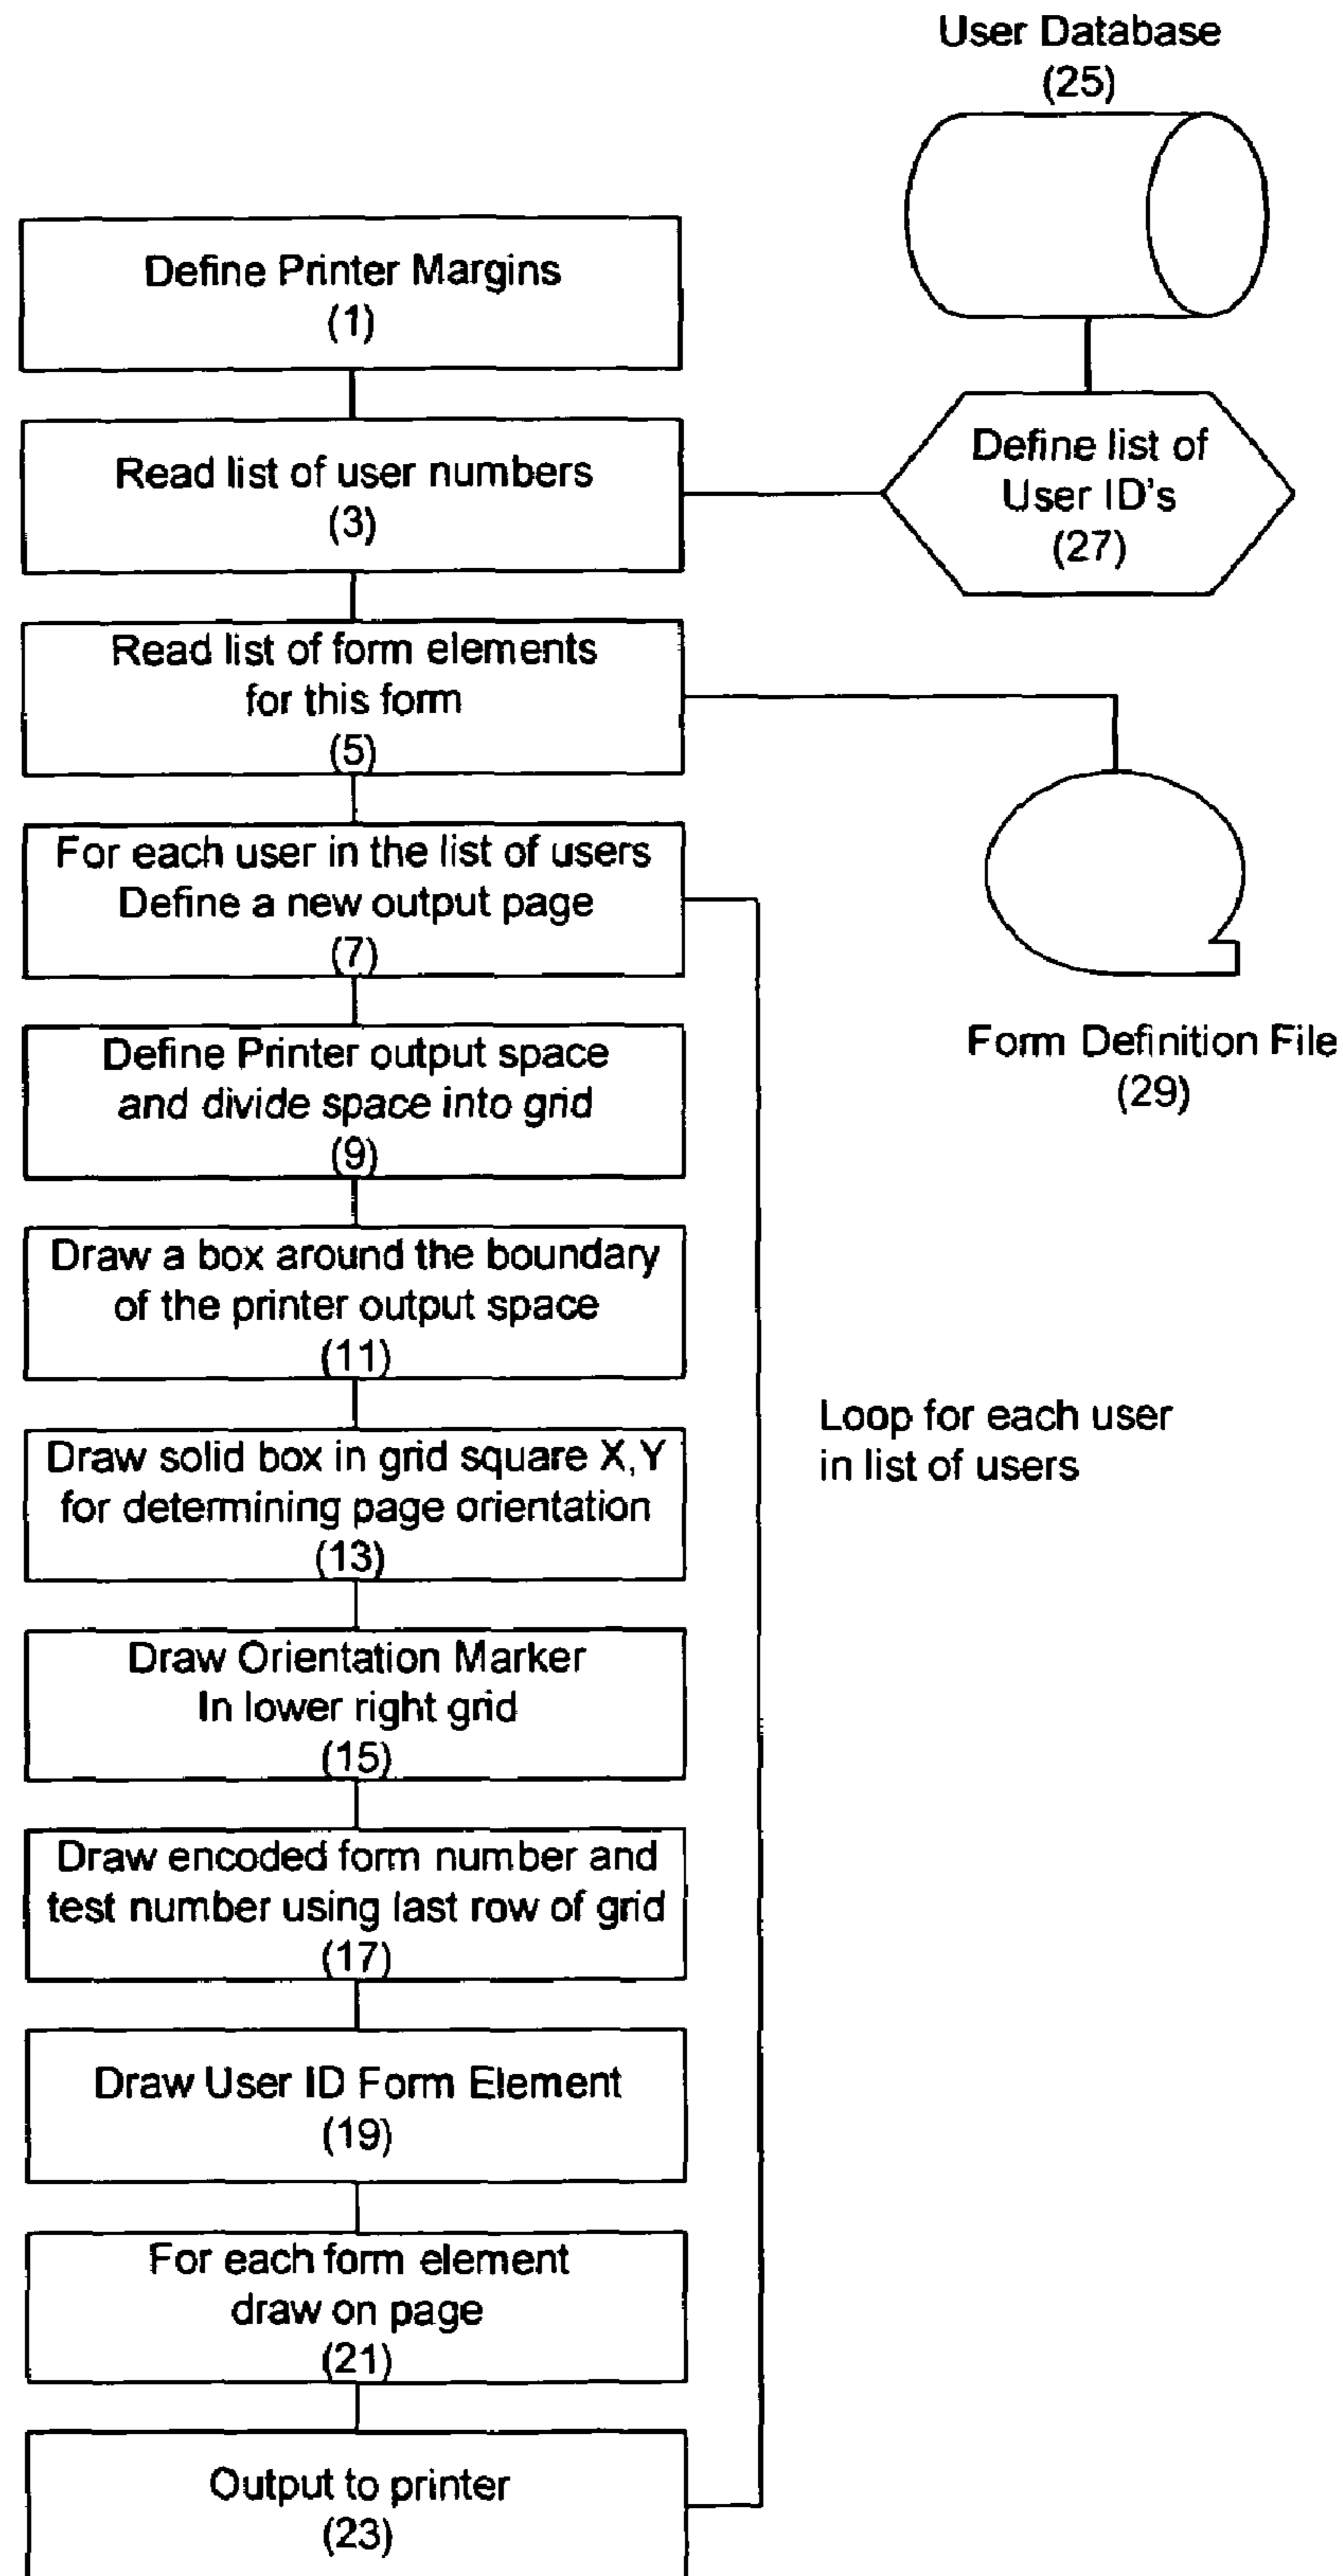 User Database
(25)
Define Printer Margins
(1)
Read list of user numbers
(3)
Define list of
User ID's
(27)
Read list of form elements
for this form
(5)
For each user in the list of users
Define a new output page
(7)
Form Definition File
(29)
Define Printer output space
and divide space into grid
(9)
Draw a box around the boundary
of the printer output space
(11)
Loop for each user
in list of users
Draw solid box in grid square X,Y
for determining page orientation
(13)
Draw Orientation Marker
In lower right grid
(15)
Draw encoded form number and
test number using last row of grid
(17)
Draw User ID Form Element
(19)
For each form element
draw on page
(21)
Output to printer
(23)